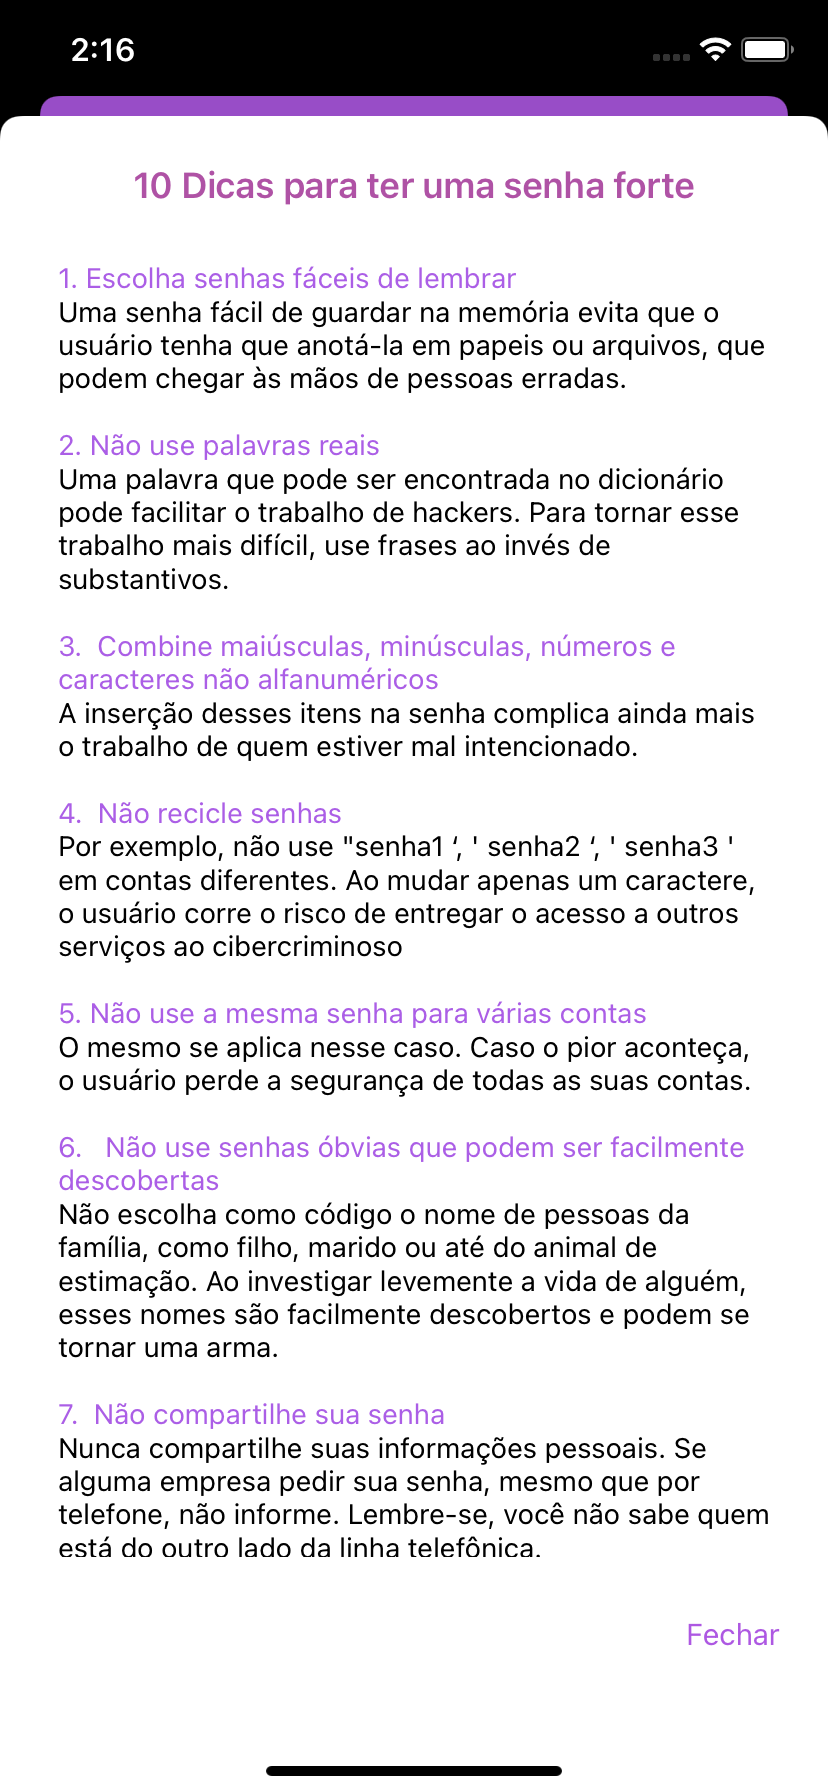 2:16
10 Dicas para ter uma senha forte
1. Escolha senhas fáceis de lembrar
Uma senha fácil de guardar na memória evita que o
usuário tenha que anotá-la em papeis ou arquivos, que
podem chegar às mãos de pessoas erradas.
2. Não use palavras reais
Uma palavra que pode ser encontrada no dicionário
pode facilitar o trabalho de hackers. Para tornar esse
trabalho mais difícil, use frases ao invés de
substantivos.
3.  Combine maiúsculas, minúsculas, números e
caracteres não alfanuméricos
A inserção desses itens na senha complica ainda mais
o trabalho de quem estiver mal intencionado.
4.  Não recicle senhas
Por exemplo, não use "senha1 ‘, ' senha2 ‘, ' senha3 '
em contas diferentes. Ao mudar apenas um caractere,
o usuário corre o risco de entregar o acesso a outros
serviços ao cibercriminoso
5. Não use a mesma senha para várias contas
O mesmo se aplica nesse caso. Caso o pior aconteça,
o usuário perde a segurança de todas as suas contas.
6.   Não use senhas óbvias que podem ser facilmente
descobertas
Não escolha como código o nome de pessoas da
família, como filho, marido ou até do animal de
estimação. Ao investigar levemente a vida de alguém,
esses nomes são facilmente descobertos e podem se
tornar uma arma.
7.  Não compartilhe sua senha
Nunca compartilhe suas informações pessoais. Se
alguma empresa pedir sua senha, mesmo que por
telefone, não informe. Lembre-se, você não sabe quem
está do outro lado da linha telefônica.
Fechar